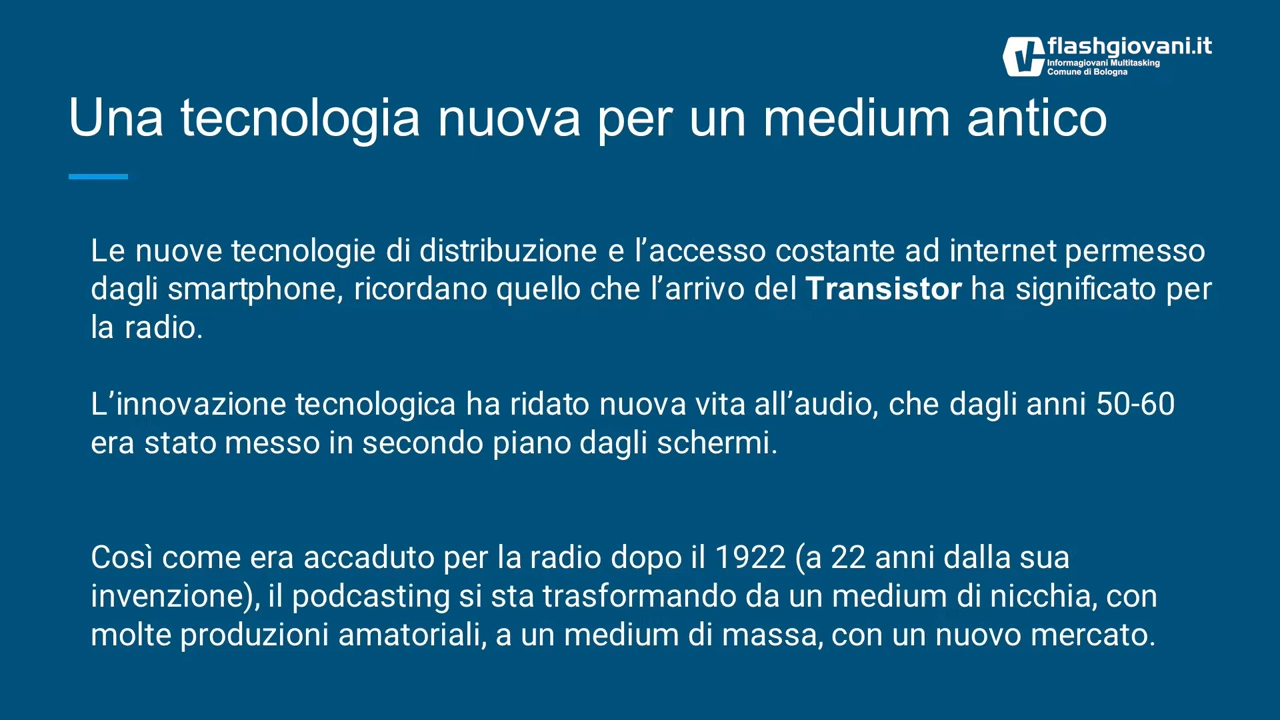 flashgiovani.it
Informagiovani Multitasking
Comune di Bologna
Una tecnologia nuova per un medium antico
Le nuove tecnologie di distribuzione e l’accesso costante ad internet permesso
dagli smartphone, ricordano quello che l’arrivo del Transistor ha significato per
la radio.
L’innovazione tecnologica ha ridato nuova vita all’audio, che dagli anni 50-60
era stato messo in secondo piano dagli schermi.
Così come era accaduto per la radio dopo il 1922 (a 22 anni dalla sua
invenzione), il podcasting si sta trasformando da un medium di nicchia, con
molte produzioni amatoriali, a un medium di massa, con un nuovo mercato.